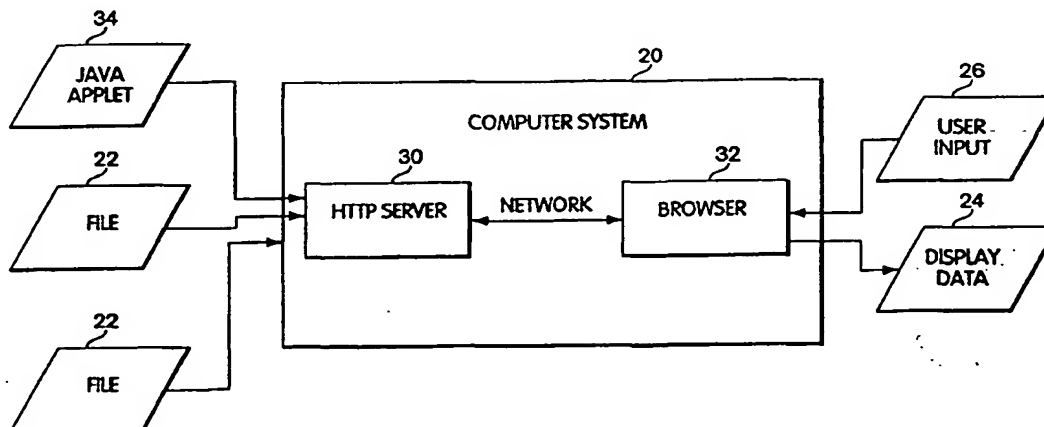 34
JAVA
APPLET
22
FILE
22
FILE
20
COMPUTER SYSTEM
30
HTTP SERVER
NETWORK
32
BROWSER
26
USER
INPUT
24
DISPLAY
DATA